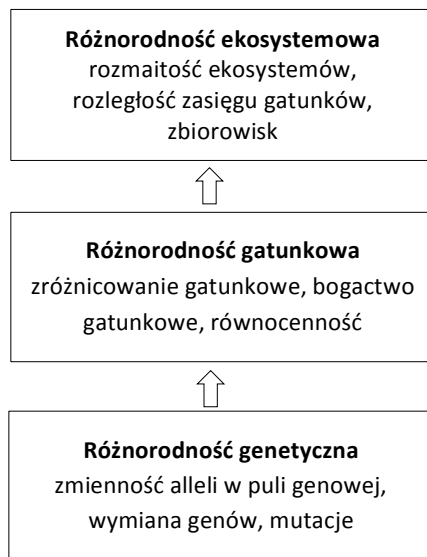 Różnorodność ekosystemowa
rozmaitość ekosystemów,
rozległość zasięgu gatunków,
zbiorowisk
Różnorodność gatunkowa
zróżnicowanie gatunkowe, bogactwo
gatunkowe, równocenność
Różnorodność genetyczna
zmienność alleli w puli genowej,
wymiana genów, mutacje